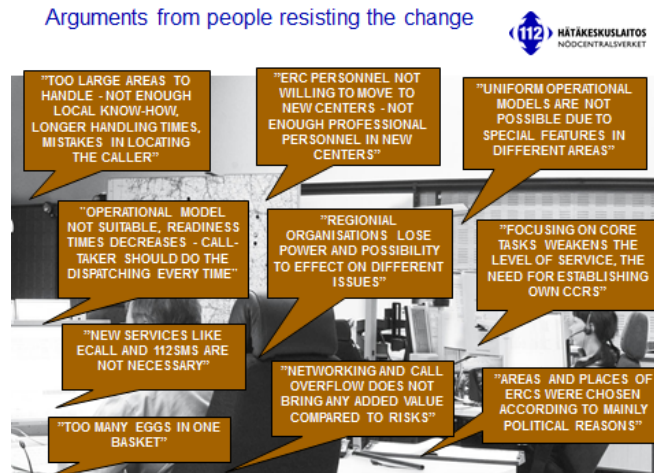 Arguments from people resisting the change
112
HÄTÄKESKUSLAITOS
NÖDCENTRALSVERKET
"TOO LARGE AREAS TO
HANDLE - NOT ENOUGH
LOCAL KNOW-HOW,
LONGER HANDLING TIMES,
MISTAKES IN LOCATING
THE CALLER"
"ERC PERSONNEL NOT
WILLING TO MOVE TO
NEW CENTERS - NOT
ENOUGH PROFESSIONAL
PERSONNEL IN NEW
CENTERS"
"UNIFORM OPERATIONAL
MODELS ARE NOT
POSSIBLE DUE TO
SPECIAL FEATURES IN
DIFFERENT AREAS"
"OPERATIONAL MODEL
NOT SUITABLE, READINESS
TIMES DECREASES - CALL-
TAKER SHOULD DO THE
DISPATCHING EVERY TIME"
"REGIONIAL
ORGANISATIONS LOSE
POWER AND POSSIBILITY
TO EFFECT ON DIFFERENT
ISSUES"
"FOCUSING ON CORE
TASKS WEAKENS THE
LEVEL OF SERVICE, THE
NEED FOR ESTABLISHING
OWN CCRS"
"NEW SERVICES LIKE
ECALL AND 112SMS ARE
NOT NECESSARY"
"NETWORKING AND CALL
OVERFLOW DOES NOT
BRING ANY ADDED VALUE
COMPARED TO RISKS"
"AREAS AND PLACES OF
ERCS WERE CHOSEN
ACCORDING TO MAINLY
POLITICAL REASONS"
"TOO MANY EGGS IN ONE
BASKET"